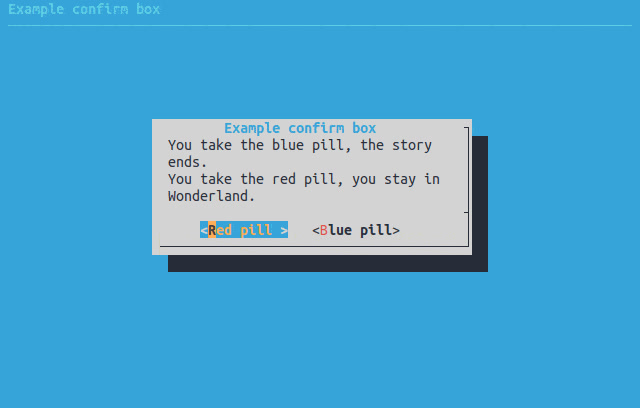 Example confirm box
Example confirm box
You take the blue pill, the story
ends.
You take the red pill, you stay in
Wonderland.
<Red pill > <Blue pill>